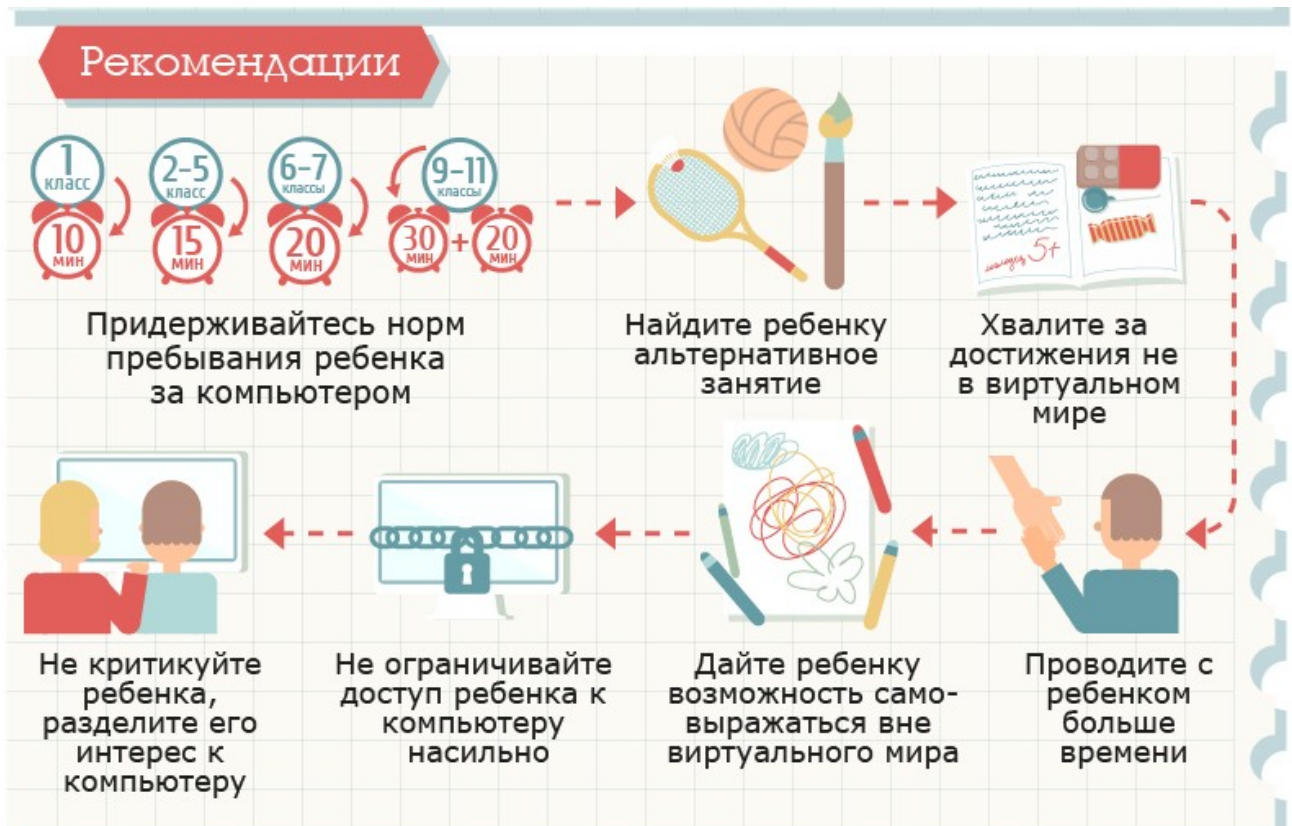 Рекомендации
1
класс
10
мин
2-5
класс
15
мин
6-7
классы
20
мин
9-11
классы
30
мин
+
20
мин
Придерживайтесь норм
пребывания ребенка
за компьютером
Найдите ребенку
альтернативное
занятие
молодец 5+
Хвалите за
достижения не
в виртуальном
мире
Проводите с
ребенком
больше
времени
Дайте ребенку
возможность само-
выражаться вне
виртуального мира
Не ограничивайте
доступ ребенка к
компьютеру
насильно
Не критикуйте
ребенка,
разделите его
интерес к
компьютеру